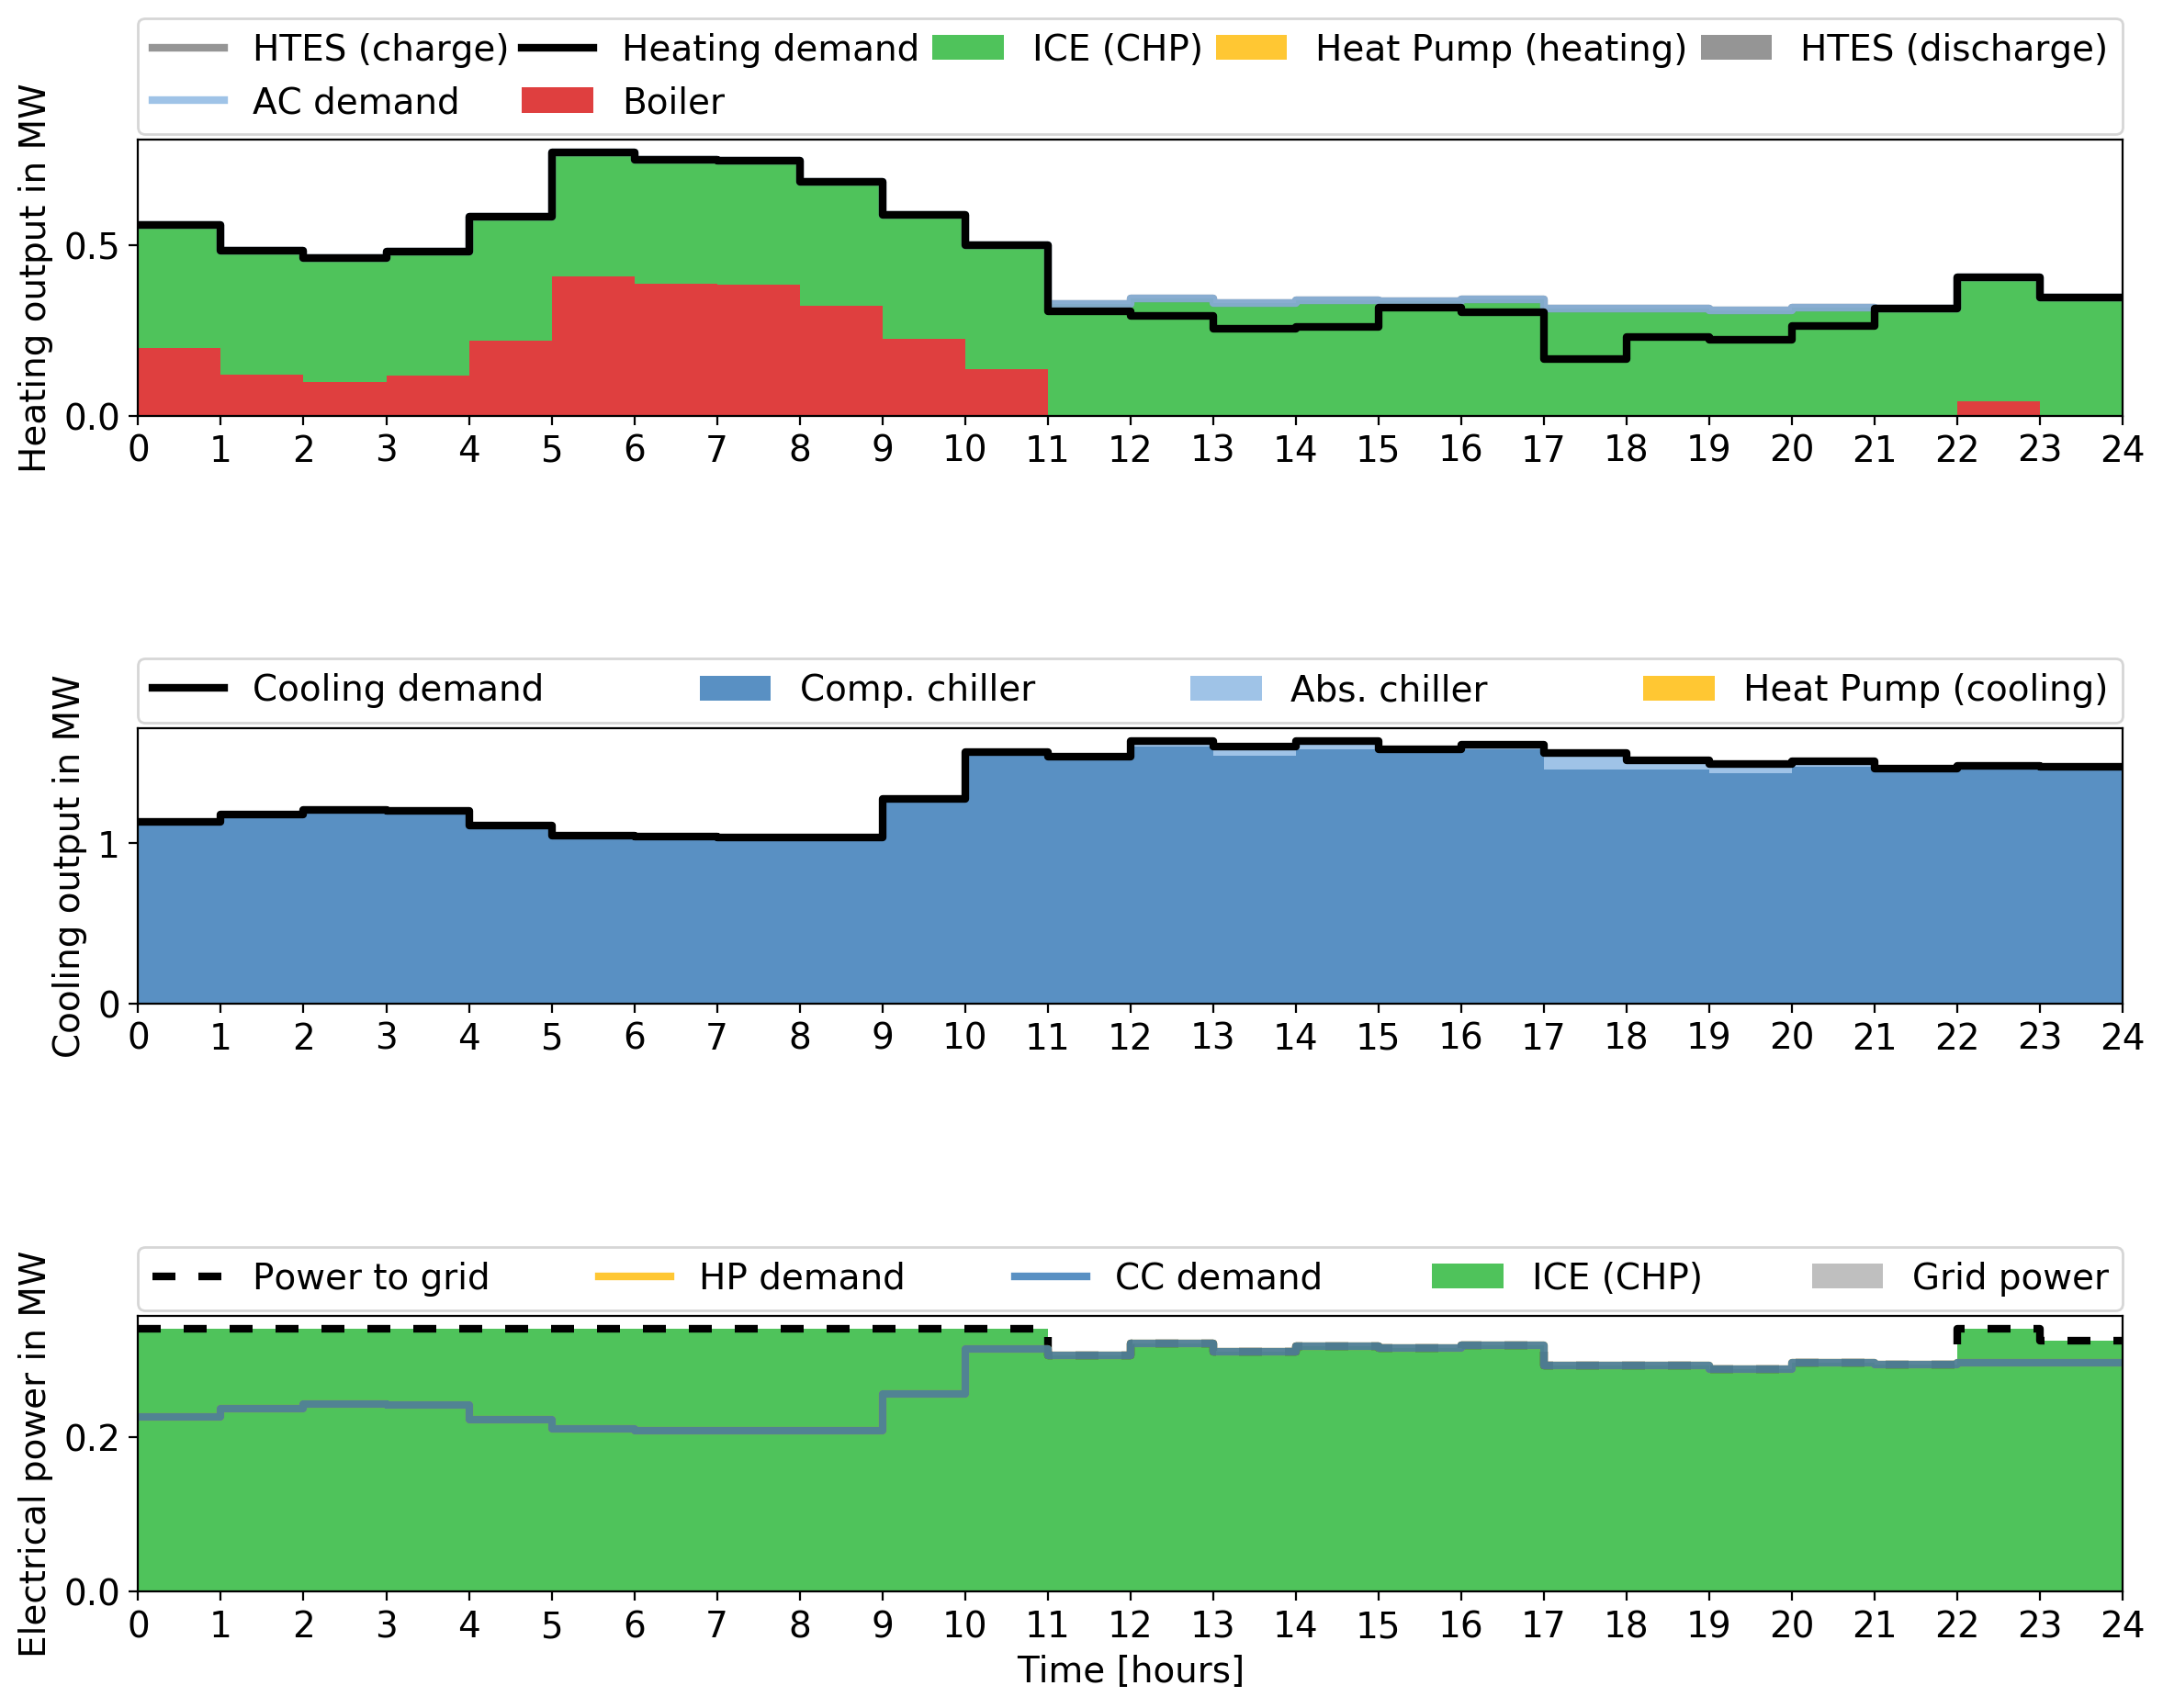 HTES (charge) Heating demand ICE (CHP) Heat Pump (heating) HTES (discharge)
AC demand Boiler
Heating output in MW
0.5
0.0
0 1 2 3 4 5 6 7 8 9 10 11 12 13 14 15 16 17 18 19 20 21 22 23 24
Cooling demand Comp. chiller Abs. chiller Heat Pump (cooling)
Cooling output in MW
1
0
0 1 2 3 4 5 6 7 8 9 10 11 12 13 14 15 16 17 18 19 20 21 22 23 24
Power to grid HP demand CC demand ICE (CHP) Grid power
Electrical power in MW
0.2
0.0
0 1 2 3 4 5 6 7 8 9 10 11 12 13 14 15 16 17 18 19 20 21 22 23 24
Time [hours]